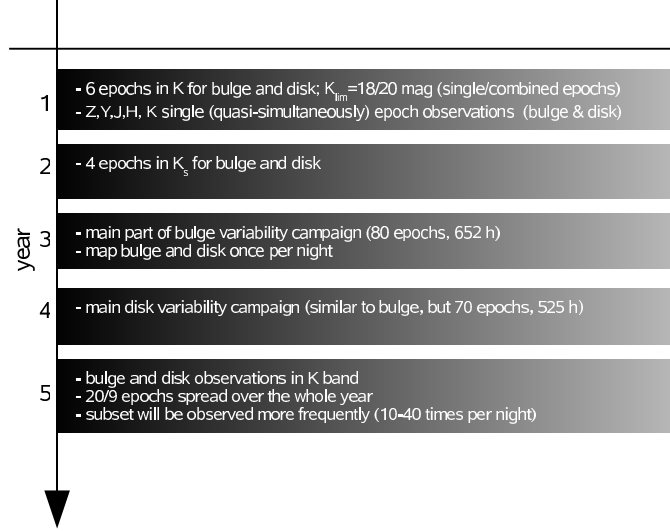 1
- 6 epochs in K for bulge and disk; Klim=18/20 mag (single/combined epochs)
- Z,Y,J,H, K single (quasi-simultaneously) epoch observations (bulge & disk)
2
- 4 epochs in Ks for bulge and disk
year
3
- main part of bulge variability campaign (80 epochs, 652 h)
- map bulge and disk once per night
4
- main disk variability campaign (similar to bulge, but 70 epochs, 525 h)
5
- bulge and disk observations in K band
- 20/9 epochs spread over the whole year
- subset will be observed more frequently (10-40 times per night)